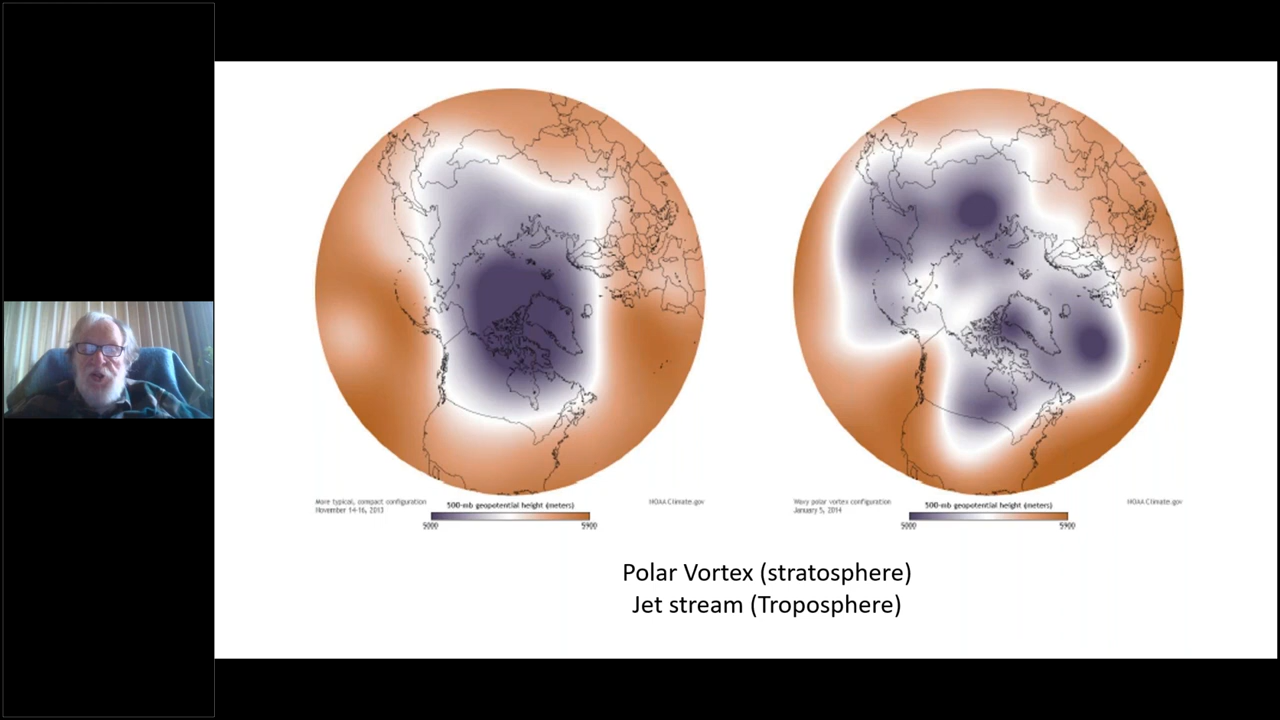 More typical, compact configuration
November 14-16, 2013
500-mb geopotential height (meters)
5000
5900
NOAA Climate.gov
Wavy polar vortex configuration
January 5, 2014
500-mb geopotential height (meters)
5000
5900
NOAA Climate.gov
Polar Vortex (stratosphere)
Jet stream (Troposphere)